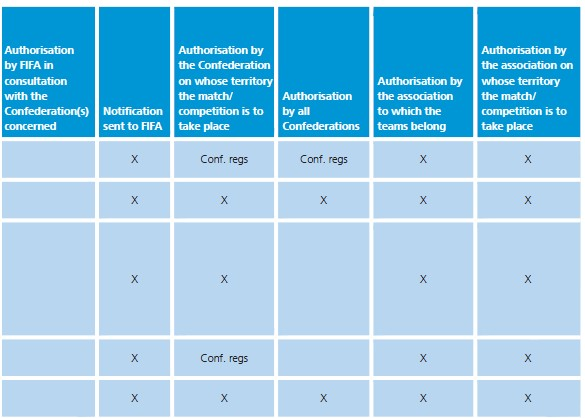 Authorisation
by FIFA in
consultation
with the
Confederation(s)
concerned
Notification
sent to FIFA
Authorisation by
the Confederation
on whose territory
the match/
competition is to
take place
Authorisation
by all
Confederations
Authorisation by
the association
to which the
teams belong
Authorisation by
the association on
whose territory
the match/
competition is to
take place
X Conf. regs Conf. regs X X
X X X X X
X X X X
X Conf. regs X X
X X X X X